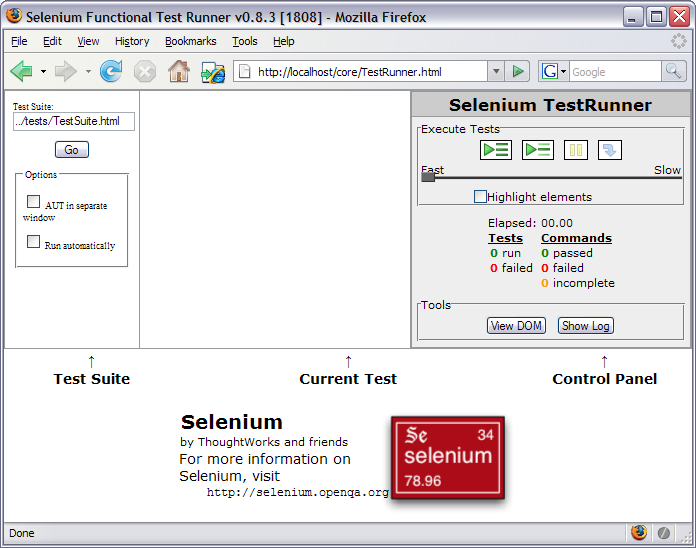 Selenium Functional Test Runner v0.8.3 [1808] - Mozilla Firefox
File Edit View History Bookmarks Tools Help
http://localhost/core/TestRunner.html
G Google
Test Suite:
../tests/TestSuite.html
Go
Options
AUT in separate
window
Run automatically
Selenium TestRunner
Execute Tests
Fast Slow
Highlight elements
Elapsed: 00.00
Tests Commands
0 run 0 passed
0 failed 0 failed
0 incomplete
Tools
View DOM Show Log
↑ ↑ ↑
Test Suite Current Test Control Panel
Selenium
by ThoughtWorks and friends
For more information on
Selenium, visit
http://selenium.openqa.org
Se 34
selenium
78.96
Done